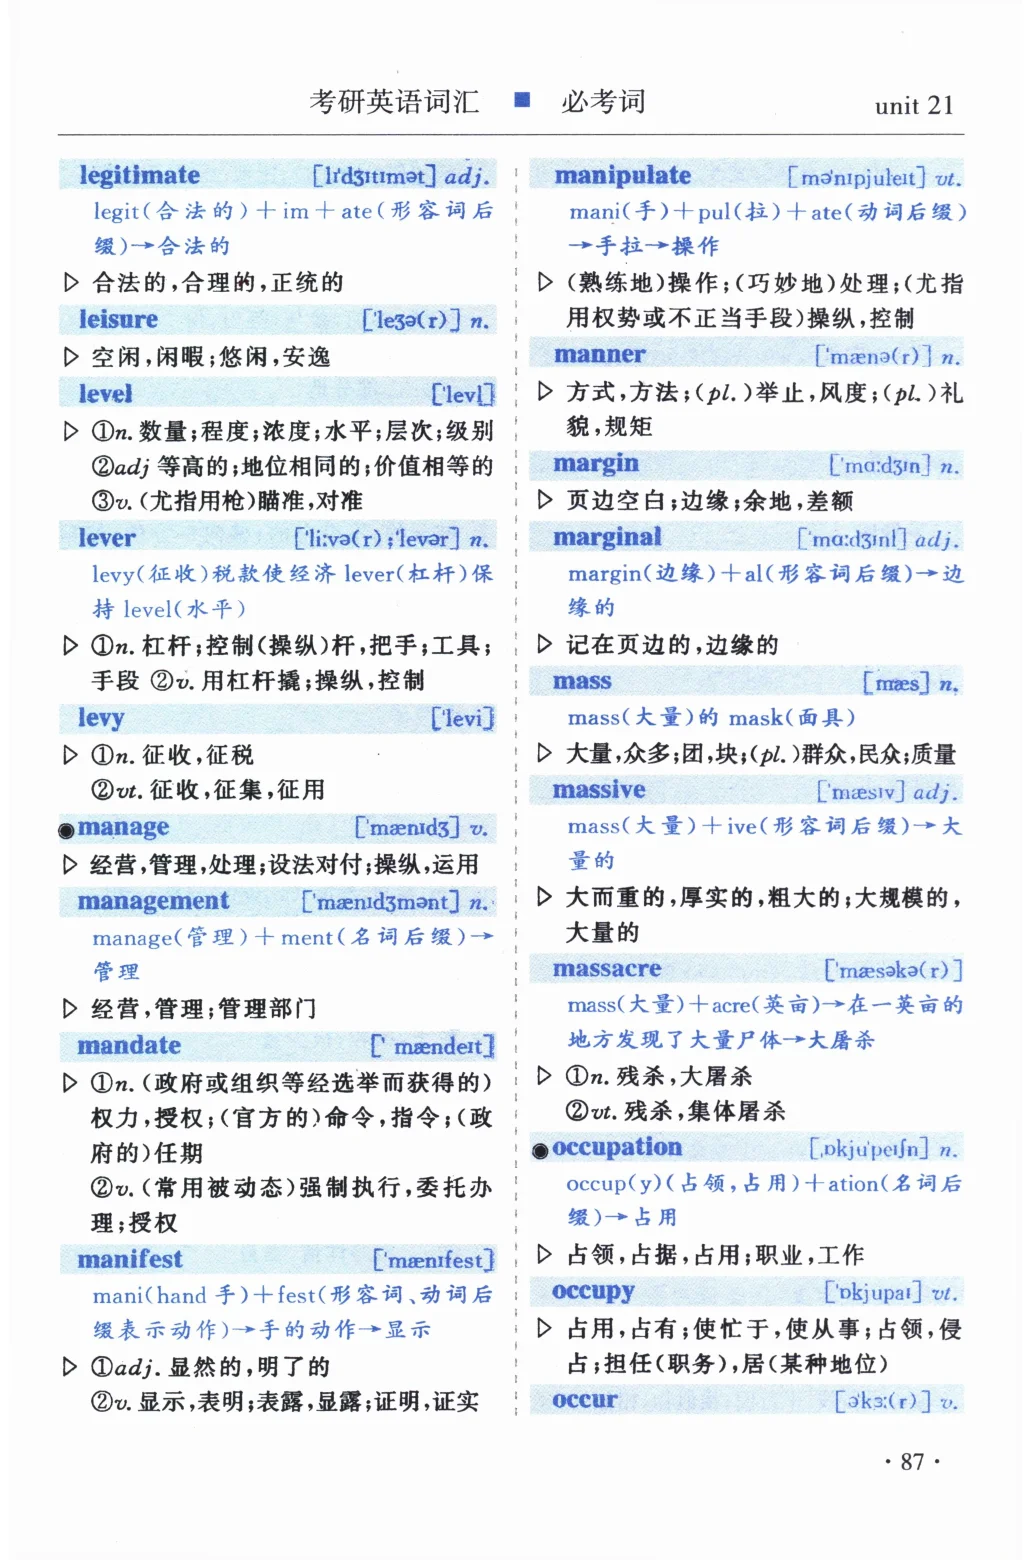 考研英语词汇 ■ 必考词 unit 21
legitimate [lɪ'dʒɪtɪmət] adj.
legit(合法的)+im+ate(形容词后
缀)→合法的
▷ 合法的,合理的,正统的
leisure ['leʒə(r)] n.
▷ 空闲,闲暇;悠闲,安逸
level ['levl]
▷ ①n. 数量;程度;浓度;水平;层次;级别
②adj 等高的;地位相同的;价值相等的
③v. (尤指用枪)瞄准,对准
lever ['li:və(r);'levər] n.
levy(征收)税款使经济 lever(杠杆)保
持 level(水平)
▷ ①n. 杠杆;控制(操纵)杆,把手;工具;
手段 ②v. 用杠杆撬;操纵,控制
levy ['levi]
▷ ①n. 征收,征税
②vt. 征收,征集,征用
●manage ['mænɪdʒ] v.
▷ 经营,管理,处理;设法对付;操纵,运用
management ['mænɪdʒmənt] n.
manage(管理)+ment(名词后缀)→
管理
▷ 经营,管理;管理部门
mandate [' mændeɪt]
▷ ①n. (政府或组织等经选举而获得的)
权力,授权;(官方的)命令,指令;(政
府的)任期
②v. (常用被动态)强制执行,委托办
理;授权
manifest ['mænɪfest]
mani(hand 手)+fest(形容词、动词后
缀表示动作)→手的动作→显示
▷ ①adj. 显然的,明了的
②v. 显示,表明;表露,显露;证明,证实
manipulate [mə'nɪpjuleɪt] vt.
mani(手)+pul(拉)+ate(动词后缀)
→手拉→操作
▷ (熟练地)操作;(巧妙地)处理;(尤指
用权势或不正当手段)操纵,控制
manner ['mænə(r)] n.
▷ 方式,方法;(pl. )举止,风度;(pl. )礼
貌,规矩
margin ['mɑ:dʒɪn] n.
▷ 页边空白;边缘;余地,差额
marginal ['mɑ:dʒɪnl] adj.
margin(边缘)+al(形容词后缀)→边
缘的
▷ 记在页边的,边缘的
mass [mæs] n.
mass(大量)的 mask(面具)
▷ 大量,众多;团,块;(pl. )群众,民众;质量
massive ['mæsɪv] adj.
mass(大量)+ive(形容词后缀)→大
量的
▷ 大而重的,厚实的,粗大的;大规模的,
大量的
massacre ['mæsəkə(r)]
mass(大量)+acre(英亩)→在一英亩的
地方发现了大量尸体→大屠杀
▷ ①n. 残杀,大屠杀
②vt. 残杀,集体屠杀
●occupation [ˌɒkju'peɪʃn] n.
occup(y)(占领,占用)+ation(名词后
缀)→占用
▷ 占领,占据,占用;职业,工作
occupy ['ɒkjupaɪ] vt.
▷ 占用,占有;使忙于,使从事;占领,侵
占;担任(职务),居(某种地位)
occur [ə'kɜ:(r)] v.
· 87 ·